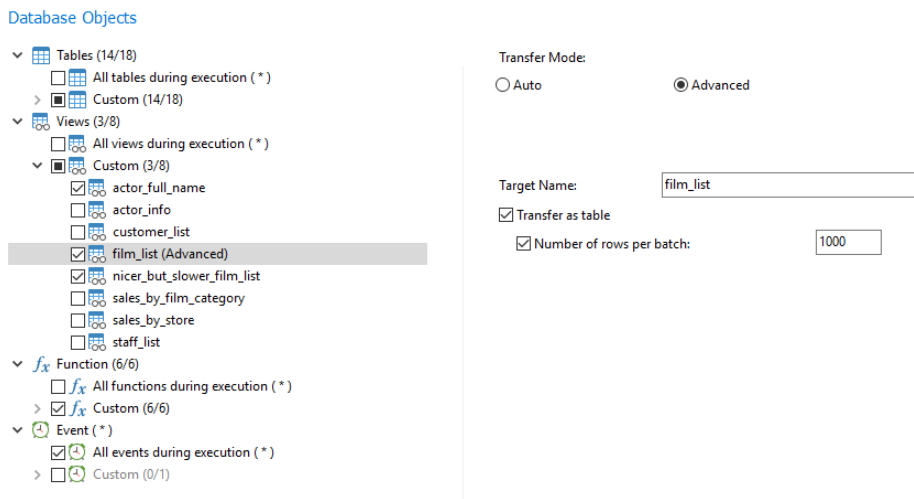 Database Objects
Tables (14/18)
All tables during execution ( * )
Custom (14/18)
Views (3/8)
All views during execution ( * )
Custom (3/8)
actor_full_name
actor_info
customer_list
film_list (Advanced)
nicer_but_slower_film_list
sales_by_film_category
sales_by_store
staff_list
fx Function (6/6)
fx All functions during execution ( * )
fx Custom (6/6)
Event ( * )
All events during execution ( * )
Custom (0/1)
Transfer Mode:
Auto Advanced
Target Name: film_list
Transfer as table
Number of rows per batch: 1000